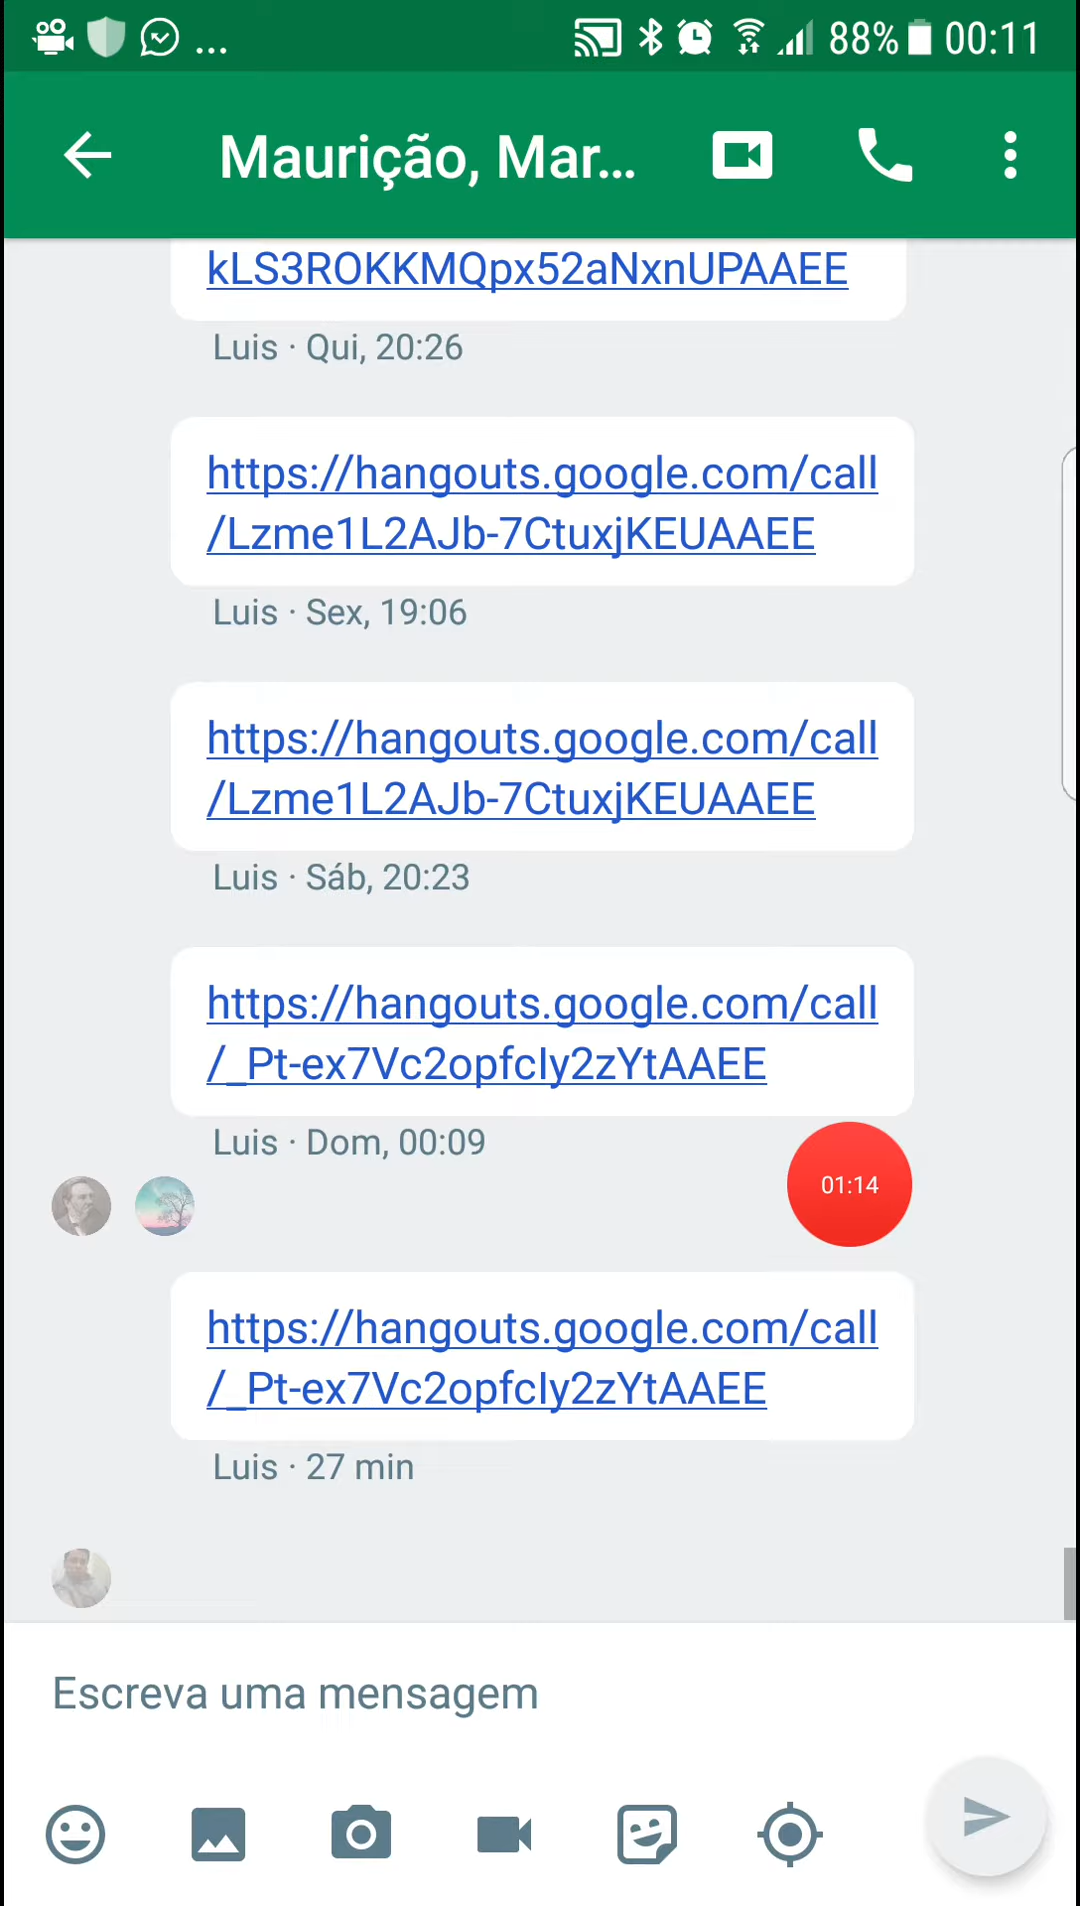 ... 88% 00:11
Maurição, Mar...
kLS3ROKKMQpx52aNxnUPAAEE
Luis · Qui, 20:26
https://hangouts.google.com/call
/Lzme1L2AJb-7CtuxjKEUAAEE
Luis · Sex, 19:06
https://hangouts.google.com/call
/Lzme1L2AJb-7CtuxjKEUAAEE
Luis · Sáb, 20:23
https://hangouts.google.com/call
/_Pt-ex7Vc2opfcIy2zYtAAEE
Luis · Dom, 00:09
01:14
https://hangouts.google.com/call
/_Pt-ex7Vc2opfcIy2zYtAAEE
Luis · 27 min
Escreva uma mensagem